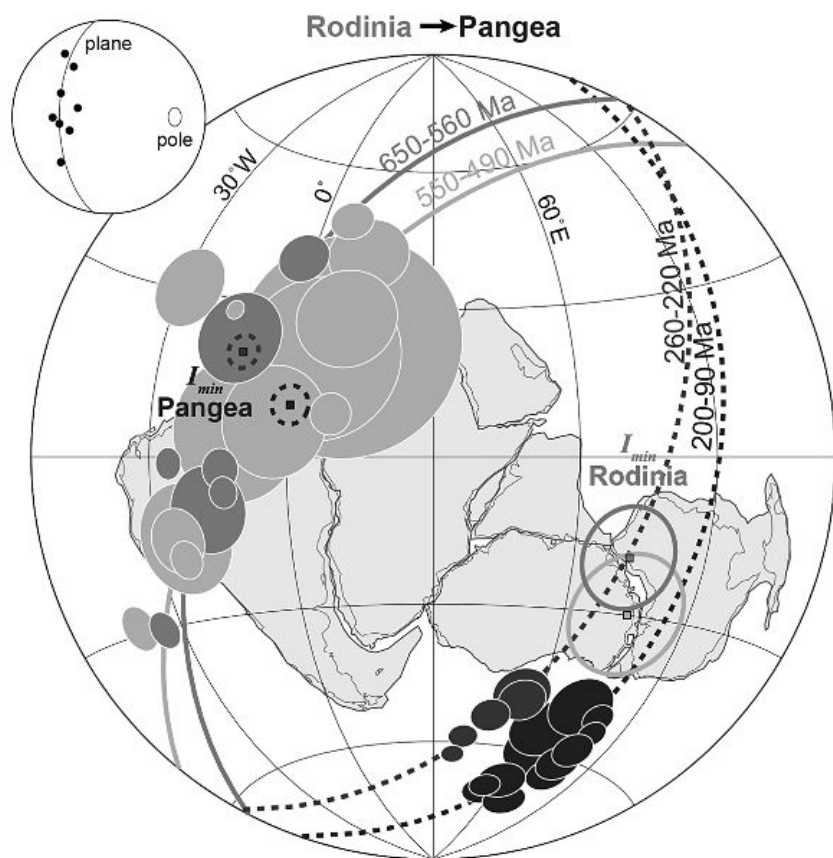 Rodinia → Pangea
plane
pole
650-560 Ma
550-490 Ma
30°W
0°
60°E
260-220 Ma
200-90 Ma
Imin
Pangea
Imin
Rodinia